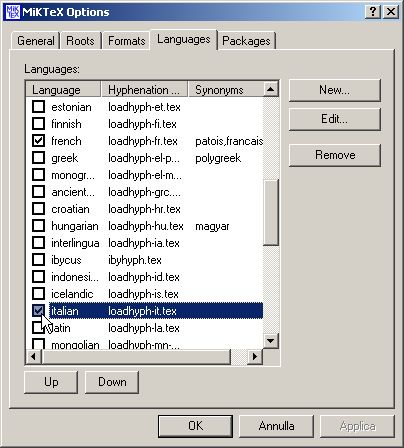 MiKTeX Options
General Roots Formats Languages Packages
Languages:
Language Hyphenation ... Synonyms
estonian loadhyph-et.tex
finnish loadhyph-fi.tex
french loadhyph-fr.tex patois,francais
greek loadhyph-el-p... polygreek
monogr... loadhyph-el-m...
ancient... loadhyph-grc....
croatian loadhyph-hr.tex
hungarian loadhyph-hu.tex magyar
interlingua loadhyph-ia.tex
ibycus ibyhyph.tex
indonesi... loadhyph-id.tex
icelandic loadhyph-is.tex
italian loadhyph-it.tex
latin loadhyph-la.tex
mongolian loadhyph-mn-...
New...
Edit...
Remove
Up Down
OK Annulla Applica